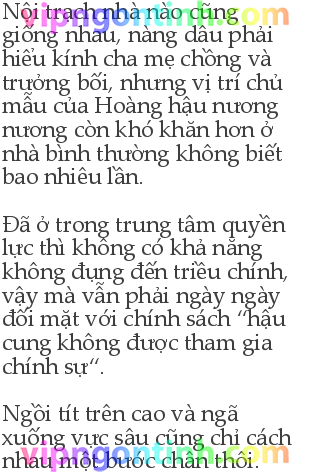 Nội trạch nhà nào cũng
giống nhau, nàng dâu phải
hiểu kính cha mẹ chồng và
trưởng bối, nhưng vị trí chủ
mẫu của Hoàng hậu nương
nương còn khó khăn hơn ở
nhà bình thường không biết
bao nhiêu lần.
Đã ở trong trung tâm quyền
lực thì không có khả năng
không đụng đến triều chính,
vậy mà vẫn phải ngày ngày
đối mặt với chính sách “hậu
cung không được tham gia
chính sự“.
Ngồi tít trên cao và ngã
xuống vực sâu cũng chỉ cách
nhau một bước chân thôi.
vipngontinh.com
vipngontinh.com